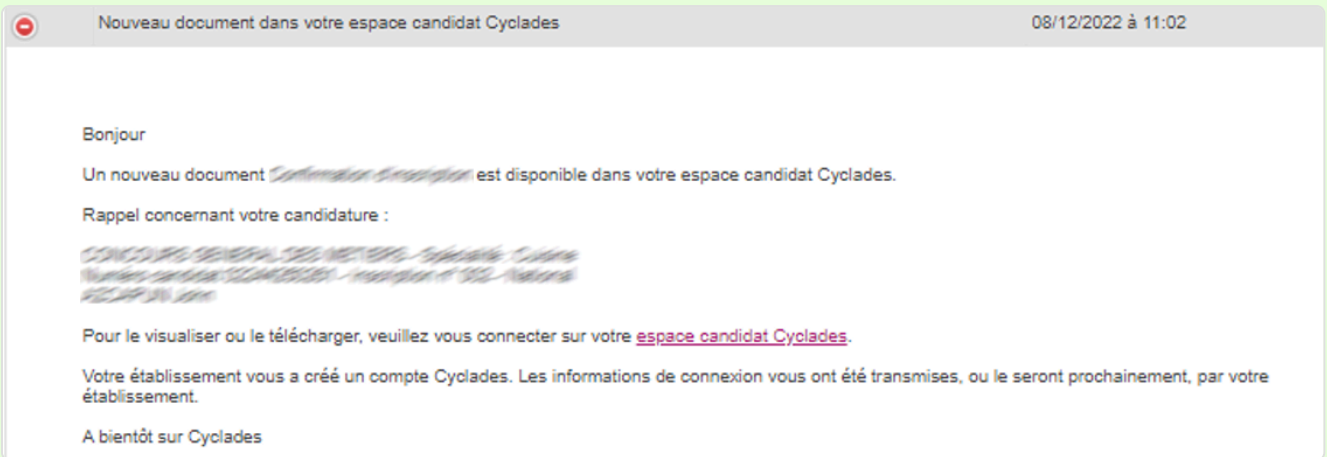 Nouveau document dans votre espace candidat Cyclades
08/12/2022 à 11:02
Bonjour
Un nouveau document est disponible dans votre espace candidat Cyclades.
Rappel concernant votre candidature :
Pour le visualiser ou le télécharger, veuillez vous connecter sur votre espace candidat Cyclades.
Votre établissement vous a créé un compte Cyclades. Les informations de connexion vous ont été transmises, ou le seront prochainement, par votre
établissement.
A bientôt sur Cyclades